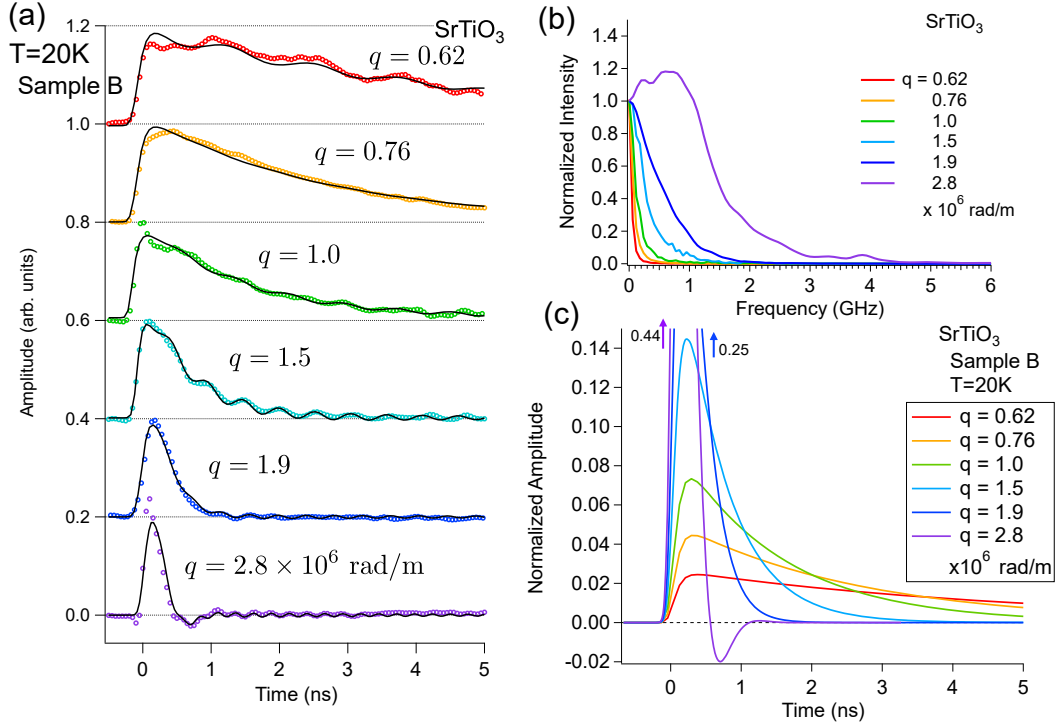 (a)
T=20K
Sample B
SrTiO3
q = 0.62
q = 0.76
q = 1.0
q = 1.5
q = 1.9
q = 2.8 × 10⁶ rad/m
Amplitude (arb. units)
1.2
1.0
0.8
0.6
0.4
0.2
0.0
0 1 2 3 4 5
Time (ns)
(b)
SrTiO3
Normalized Intensity
1.4
1.2
1.0
0.8
0.6
0.4
0.2
0.0
q = 0.62
0.76
1.0
1.5
1.9
2.8
x 10⁶ rad/m
0 1 2 3 4 5 6
Frequency (GHz)
(c)
SrTiO3
Sample B
T=20K
0.44
0.25
Normalized Amplitude
0.14
0.12
0.10
0.08
0.06
0.04
0.02
0.00
-0.02
q = 0.62
q = 0.76
q = 1.0
q = 1.5
q = 1.9
q = 2.8
x10⁶ rad/m
0 1 2 3 4 5
Time (ns)